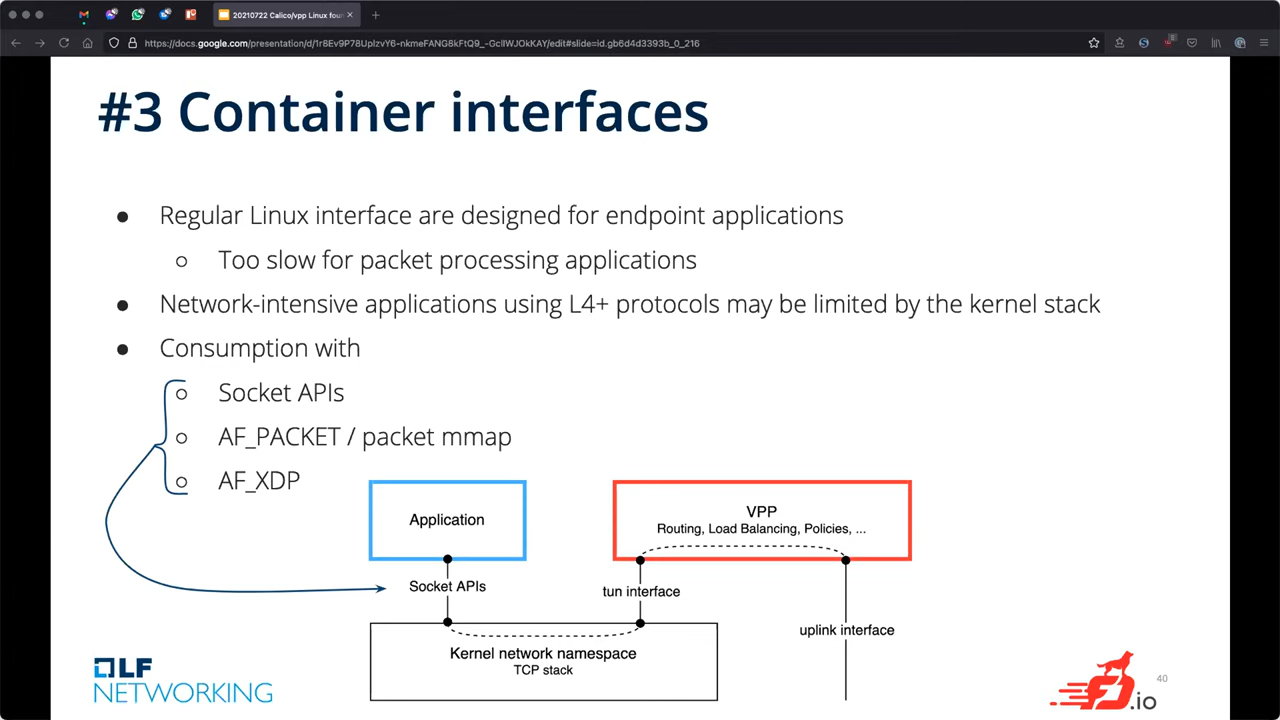 20210722 Calico/vpp Linux fou
https://docs.google.com/presentation/d/1r8Ev9P78UpIzvY6-nkmeFANG8kFtQ9_-GclIWJOkKAY/edit#slide=id.gb6d4d3393b_0_216
#3 Container interfaces
● Regular Linux interface are designed for endpoint applications
○ Too slow for packet processing applications
● Network-intensive applications using L4+ protocols may be limited by the kernel stack
● Consumption with
○ Socket APIs
○ AF_PACKET / packet mmap
○ AF_XDP
Application
VPP
Routing, Load Balancing, Policies, ...
Socket APIs
tun interface
uplink interface
Kernel network namespace
TCP stack
LF
NETWORKING
40
FD.io